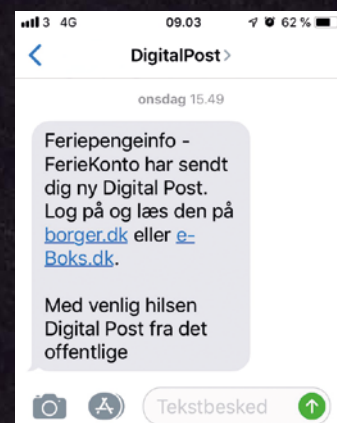 3 4G 09.03 62 %
DigitalPost
onsdag 15.49
Feriepengeinfo -
FerieKonto har sendt
dig ny Digital Post.
Log på og læs den på
borger.dk eller e-
Boks.dk.
Med venlig hilsen
Digital Post fra det
offentlige
Tekstbesked